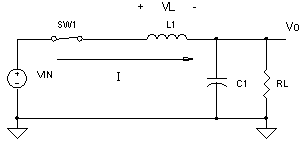 + VL -
SW1 L1 Vo
+
- VIN I C1 RL